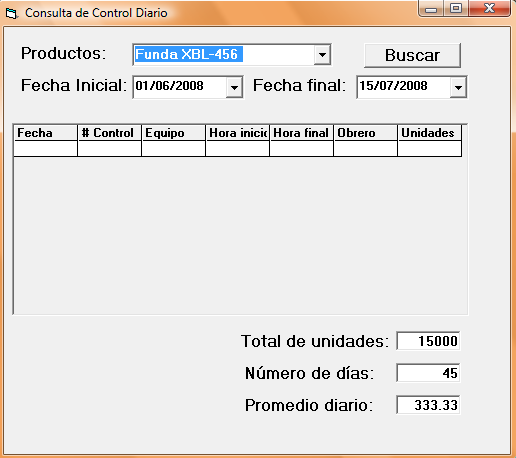 Consulta de Control Diario
Productos: Funda XBL-456 Buscar
Fecha Inicial: 01/06/2008 Fecha final: 15/07/2008
Fecha # Control Equipo Hora inicio Hora final Obrero Unidades
Total de unidades: 15000
Número de días: 45
Promedio diario: 333.33